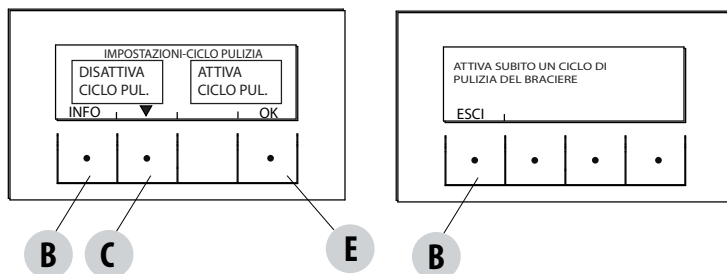 IMPOSTAZIONI-CICLO PULIZIA
DISATTIVA
CICLO PUL.
ATTIVA
CICLO PUL.
INFO
OK
B
C
E
ATTIVA SUBITO UN CICLO DI
PULIZIA DEL BRACIERE
ESCI
B